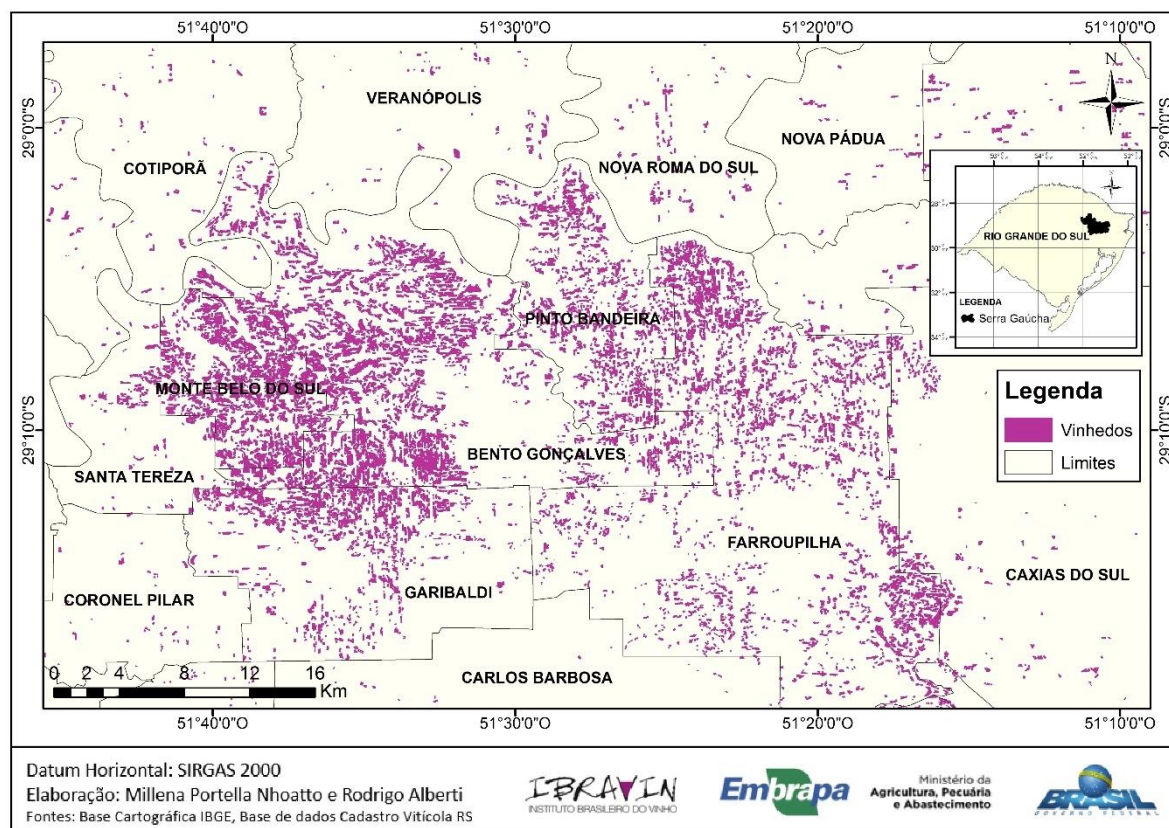 51°40'0"O 51°30'0"O 51°20'0"O 51°10'0"O
29°0'0"S
29°10'0"S
VERANÓPOLIS
COTIPORÃ
NOVA ROMA DO SUL
NOVA PÁDUA
N
29°0'0"S
RIO GRANDE DO SUL
LEGENDA
Serra Gaúcha
PINTO BANDEIRA
MONTE BELO DO SUL
BENTO GONÇALVES
SANTA TEREZA
Legenda
Vinhedos
Limites
29°10'0"S
FARROUPILHA
CAXIAS DO SUL
CORONEL PILAR
GARIBALDI
CARLOS BARBOSA
0 2 4 8 12 16
Km
51°40'0"O 51°30'0"O 51°20'0"O 51°10'0"O
Datum Horizontal: SIRGAS 2000
Elaboração: Millena Portella Nhoatto e Rodrigo Alberti
Fontes: Base Cartográfica IBGE, Base de dados Cadastro Vitícola RS
IBRAVIN
INSTITUTO BRASILEIRO DO VINHO
Embrapa
Ministério da
Agricultura, Pecuária
e Abastecimento
BRASIL
GOVERNO FEDERAL